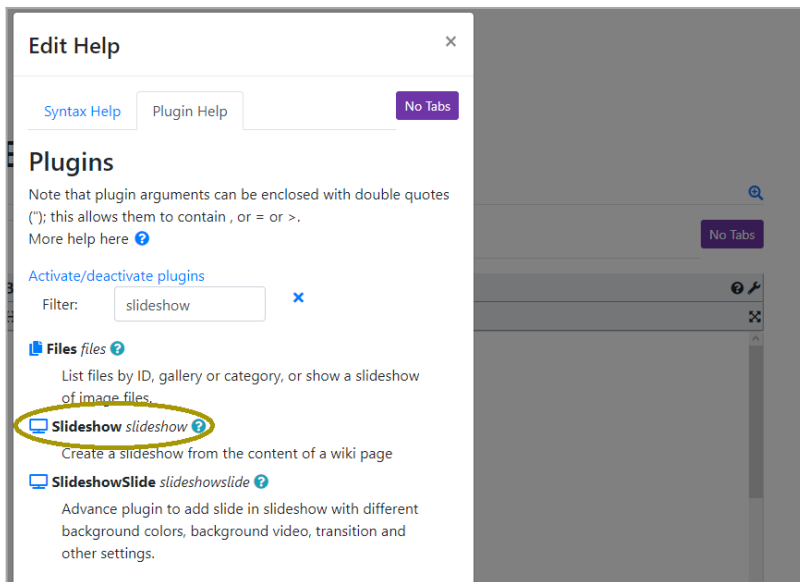 Edit Help ×
Syntax Help Plugin Help No Tabs
Plugins
Note that plugin arguments can be enclosed with double quotes
("); this allows them to contain , or = or >.
More help here
Activate/deactivate plugins
Filter: slideshow
Files files
List files by ID, gallery or category, or show a slideshow
of image files.
Slideshow slideshow
Create a slideshow from the content of a wiki page
SlideshowSlide slideshowslide
Advance plugin to add slide in slideshow with different
background colors, background video, transition and
other settings.
No Tabs